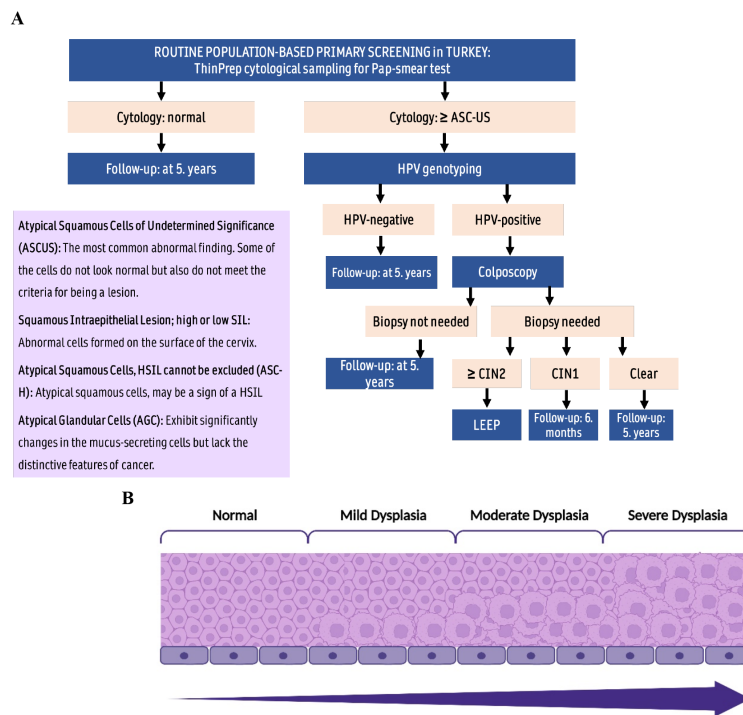 A
ROUTINE POPULATION-BASED PRIMARY SCREENING in TURKEY:
ThinPrep cytological sampling for Pap-smear test
Cytology: normal
Cytology: ≥ ASC-US
Follow-up: at 5. years
HPV genotyping
HPV-negative
HPV-positive
Follow-up: at 5. years
Colposcopy
Biopsy not needed
Biopsy needed
Follow-up: at 5.
years
≥ CIN2
CIN1
Clear
LEEP
Follow-up: 6.
months
Follow-up:
5. years
Atypical Squamous Cells of Undetermined Significance
(ASCUS): The most common abnormal finding. Some of
the cells do not look normal but also do not meet the
criteria for being a lesion.
Squamous Intraepithelial Lesion; high or low SIL:
Abnormal cells formed on the surface of the cervix.
Atypical Squamous Cells, HSIL cannot be excluded (ASC-
H): Atypical squamous cells, may be a sign of a HSIL
Atypical Glandular Cells (AGC): Exhibit significantly
changes in the mucus-secreting cells but lack the
distinctive features of cancer.
B
Normal
Mild Dysplasia
Moderate Dysplasia
Severe Dysplasia